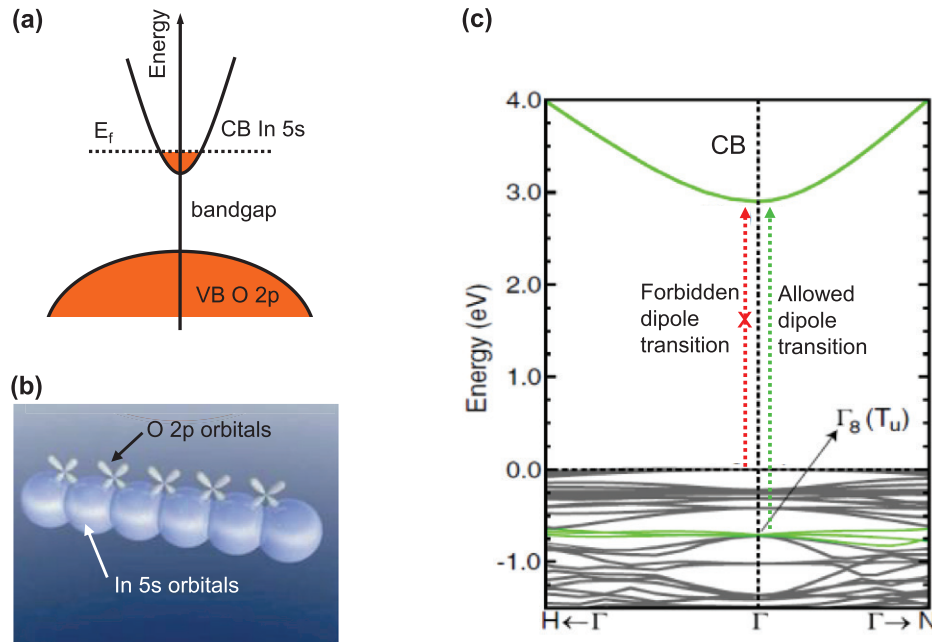 (a)
Energy
E_f
CB In 5s
bandgap
VB O 2p
(b)
O 2p orbitals
In 5s orbitals
(c)
4.0
3.0
2.0
1.0
0.0
-1.0
Energy (eV)
CB
Forbidden
dipole
transition
X
Allowed
dipole
transition
Γ₈ (Tᵤ)
H←Γ
Γ
Γ→N